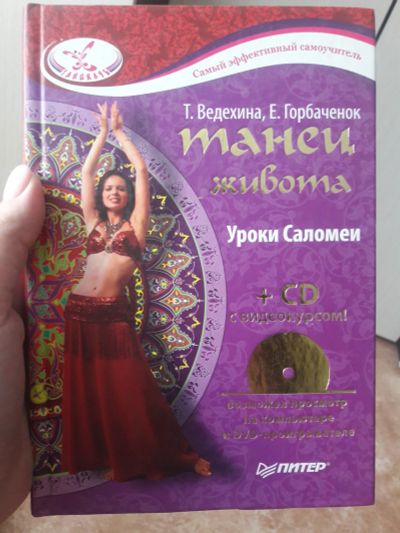 Самый эффективный самоучитель
Т. Ведехина, Е. Горбаченок
танец
живота
Уроки Саломеи
+ CD
с видеокурсом!
возможен просмотр
на компьютере
и DVD-проигрывателе
ПИТЕР